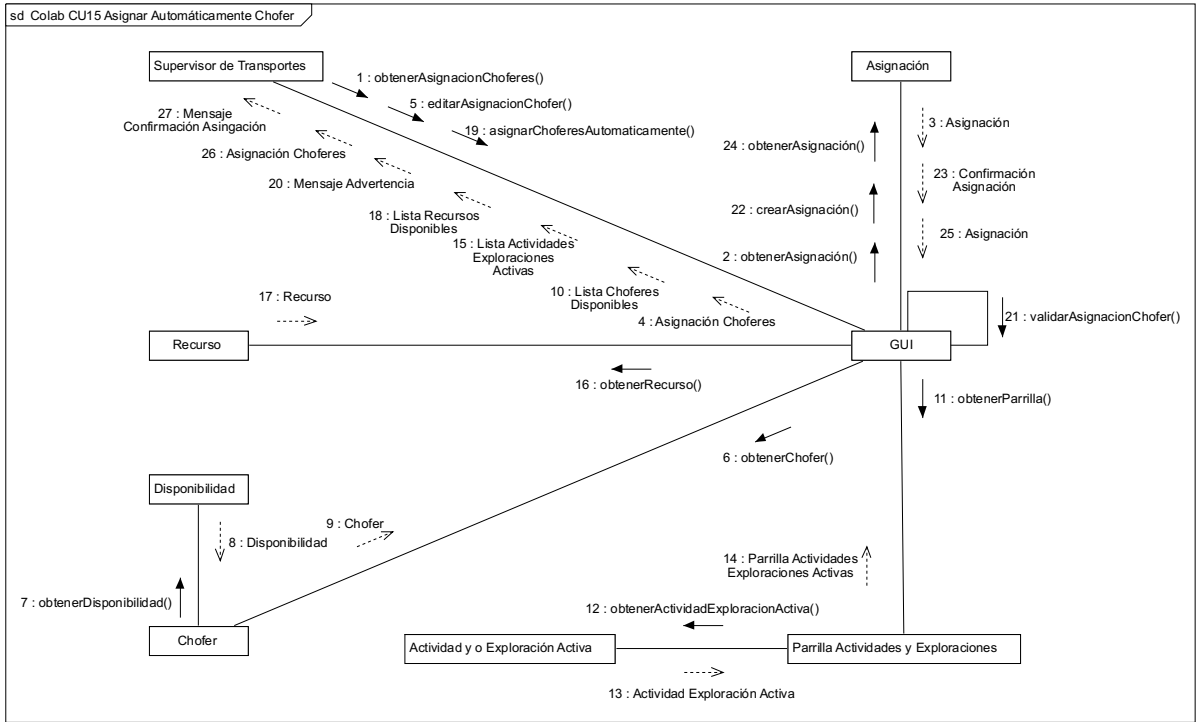 sd Colab CU15 Asignar Automáticamente Chofer
Supervisor de Transportes
Asignación
1 : obtenerAsignacionChoferes()
5 : editarAsignacionChofer()
19 : asignarChoferesAutomaticamente()
27 : Mensaje
Confirmación Asingación
26 : Asignación Choferes
20 : Mensaje Advertencia
18 : Lista Recursos
Disponibles
15 : Lista Actividades
Exploraciones
Activas
10 : Lista Choferes
Disponibles
4 : Asignación Choferes
3 : Asignación
24 : obtenerAsignación()
23 : Confirmación
Asignación
22 : crearAsignación()
25 : Asignación
2 : obtenerAsignación()
17 : Recurso
21 : validarAsignacionChofer()
Recurso
GUI
16 : obtenerRecurso()
11 : obtenerParrilla()
6 : obtenerChofer()
Disponibilidad
9 : Chofer
8 : Disponibilidad
14 : Parrilla Actividades
Exploraciones Activas
7 : obtenerDisponibilidad()
12 : obtenerActividadExploracionActiva()
Chofer
Actividad y o Exploración Activa
Parrilla Actividades y Exploraciones
13 : Actividad Exploración Activa